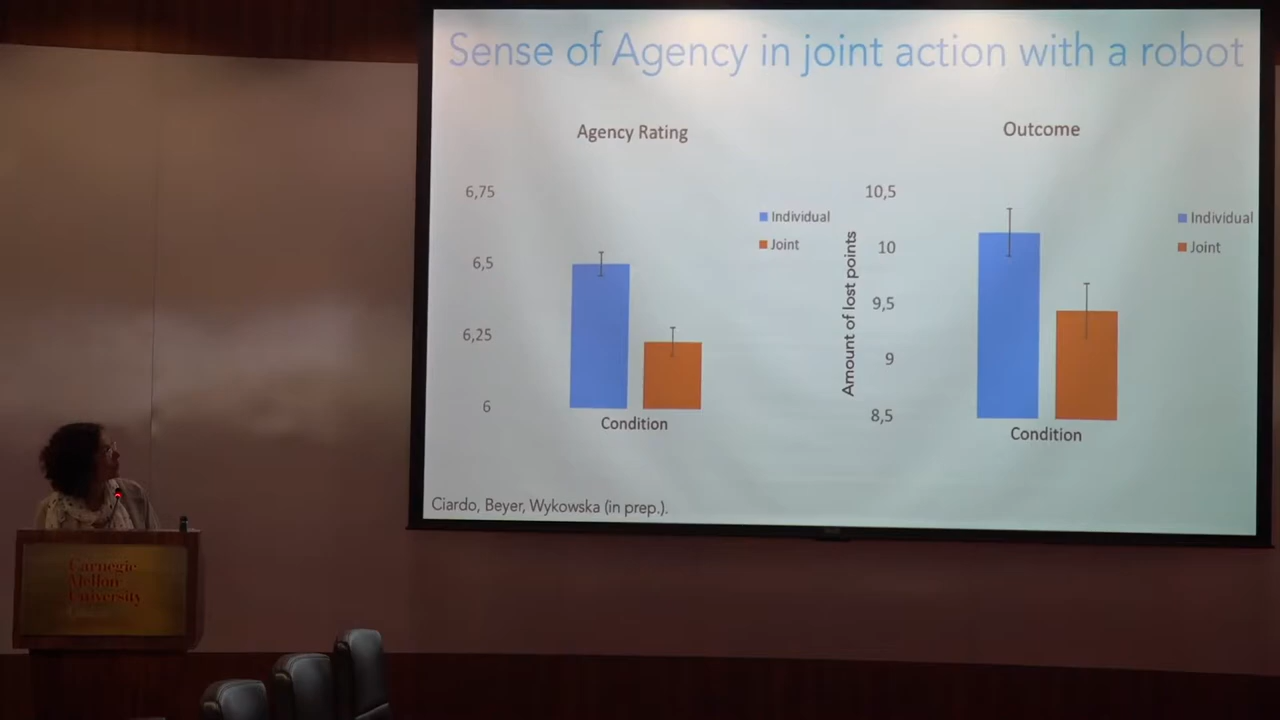 Sense of Agency in joint action with a robot
Agency Rating
6,75
6,5
6,25
6
Individual
Joint
Condition
Outcome
Amount of lost points
10,5
10
9,5
9
8,5
Individual
Joint
Condition
Ciardo, Beyer, Wykowska (in prep.).
Carnegie
Mellon
University